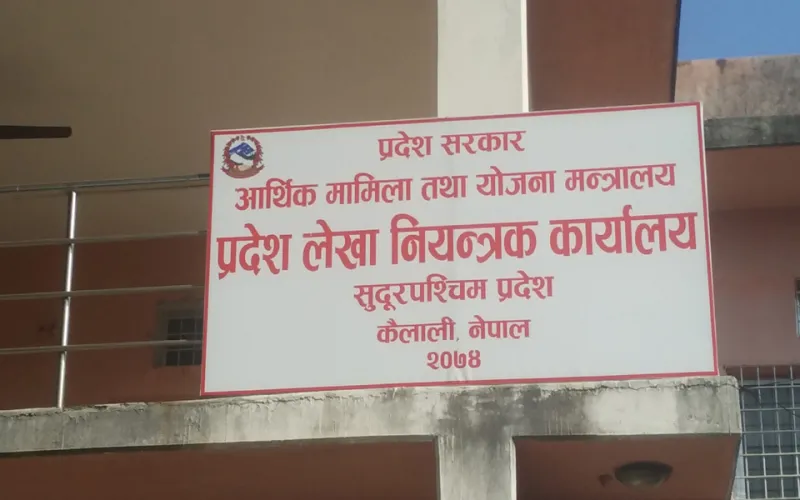 प्रदेश सरकार
आर्थिक मामिला तथा योजना मन्त्रालय
प्रदेश लेखा नियन्त्रक कार्यालय
सुदूरपश्चिम प्रदेश
कैलाली, नेपाल
२०७४